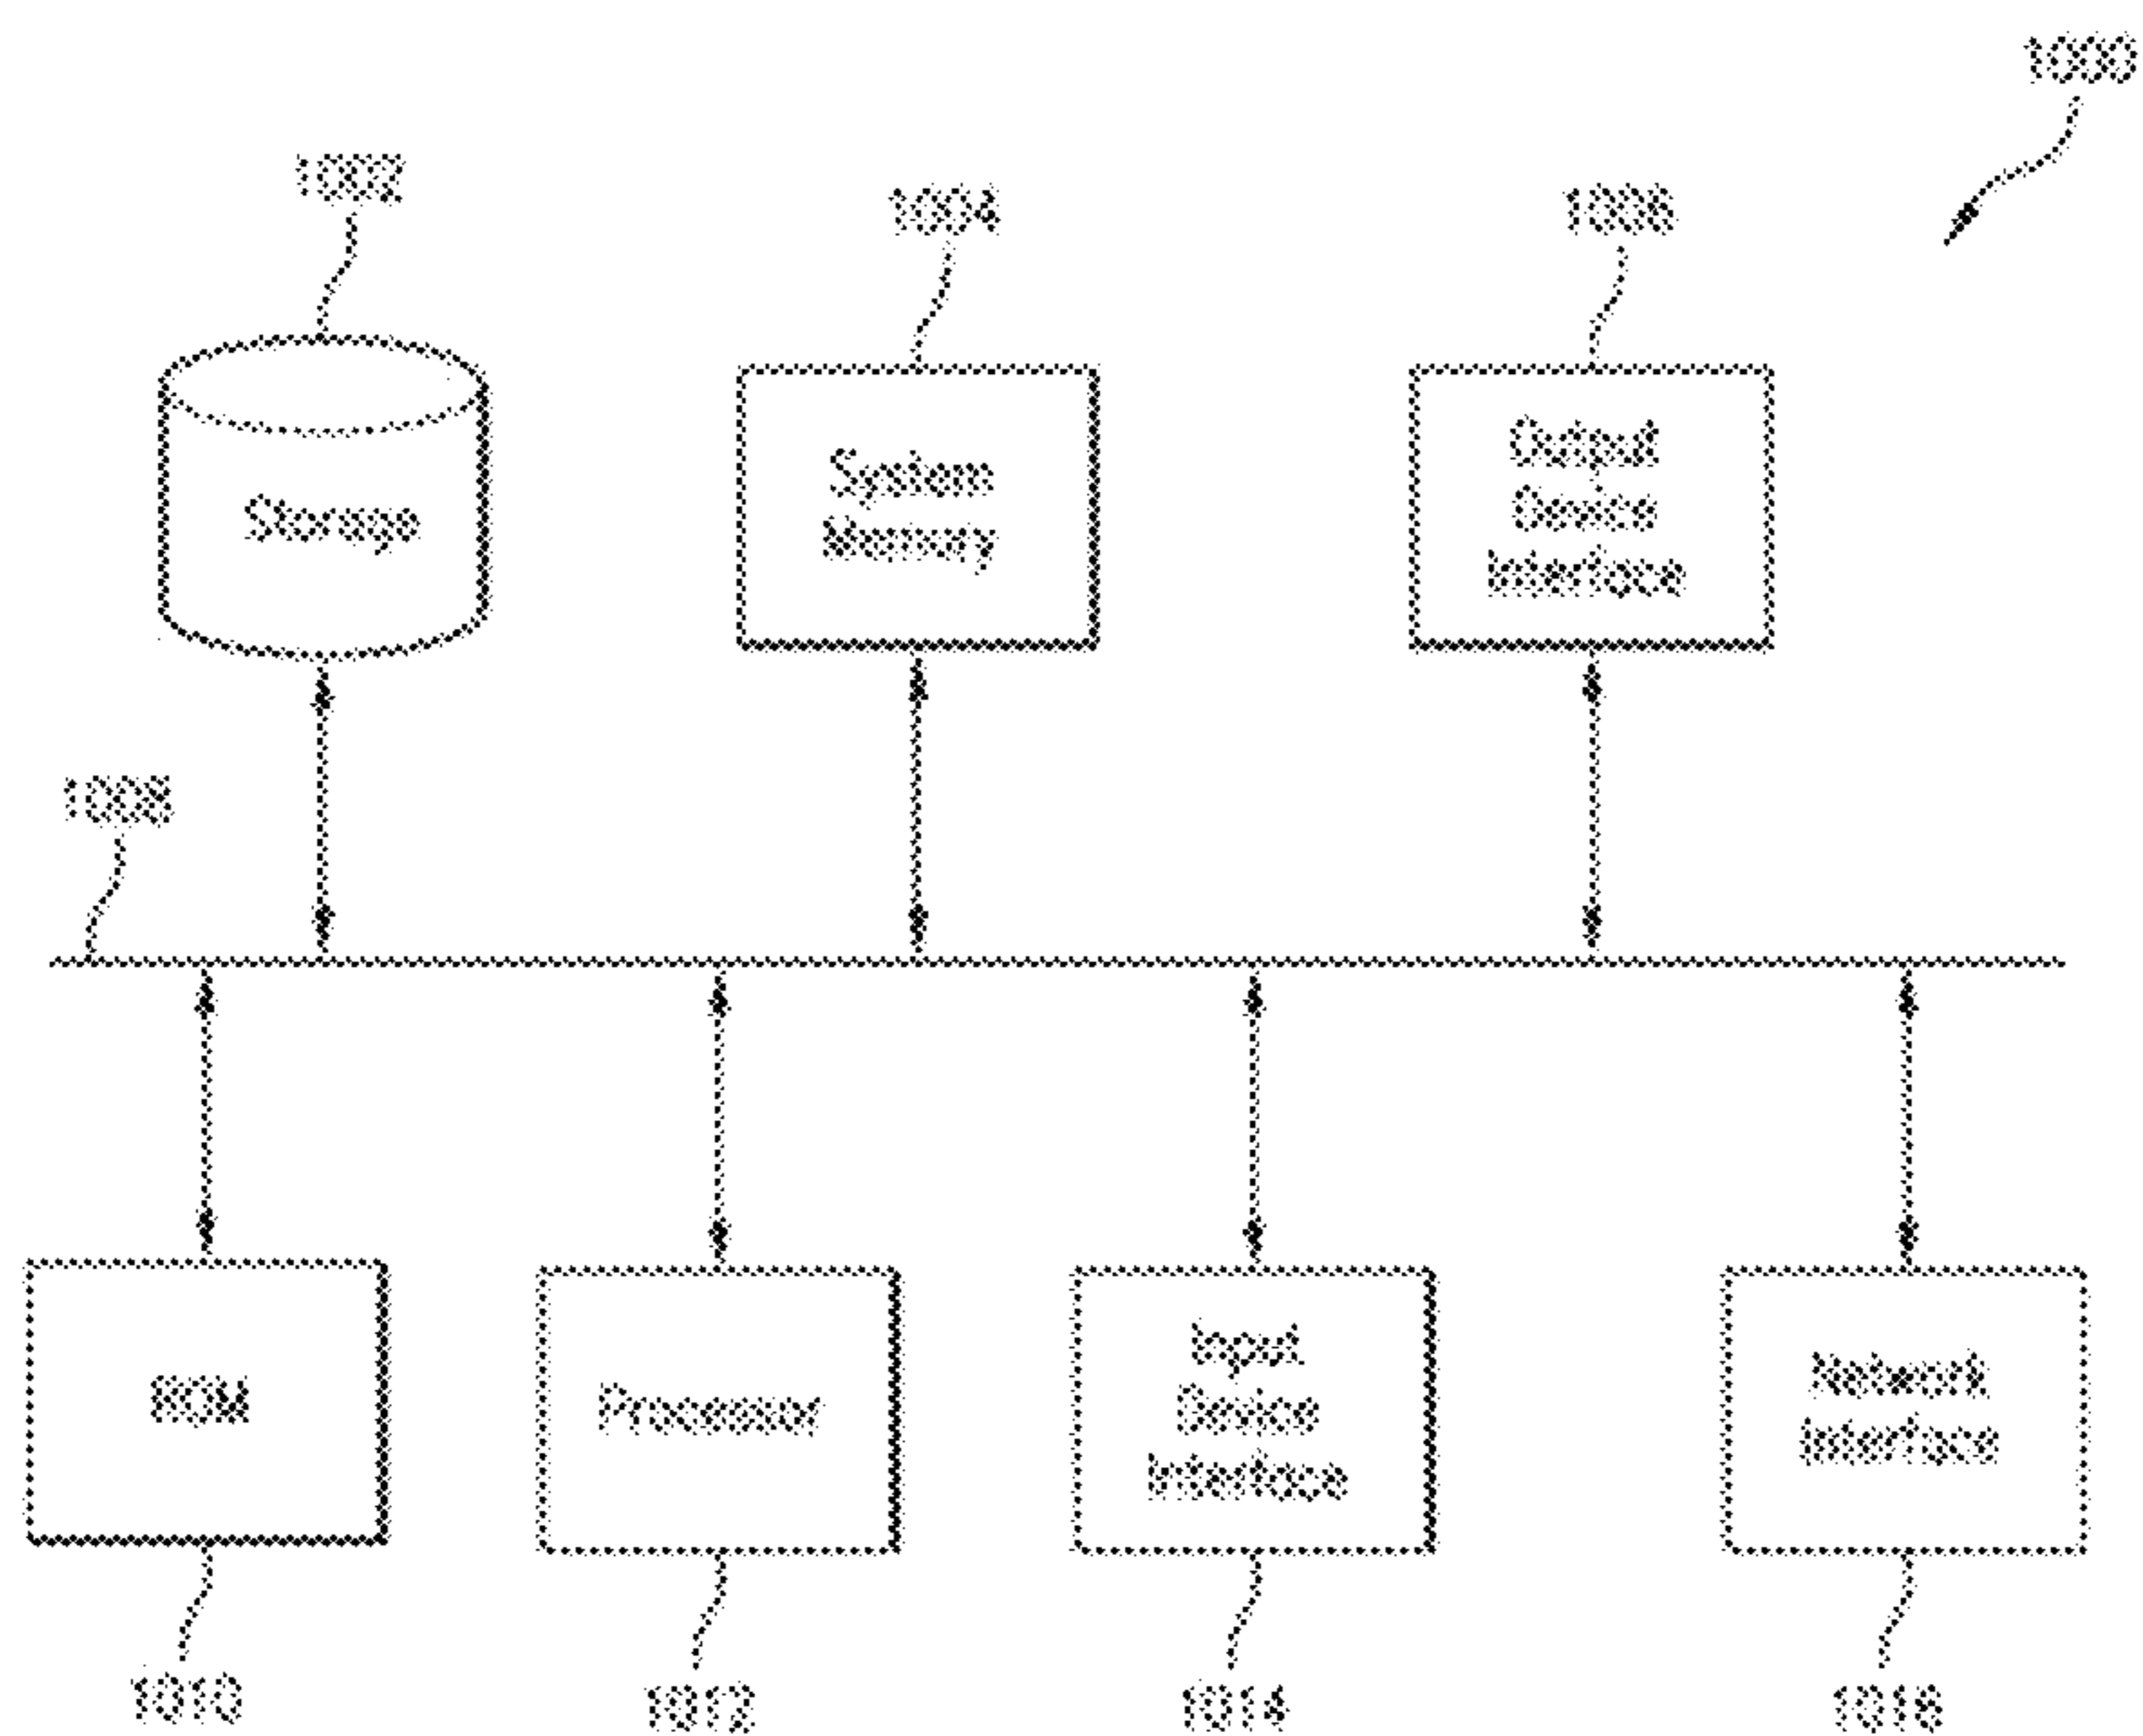 1000
1002
1004
1006
Storage
System
Memory
Output
Device
Interface
1008
ROM
Processor
Input
Device
Interface
Network
Interface
1010
1012
1014
1016